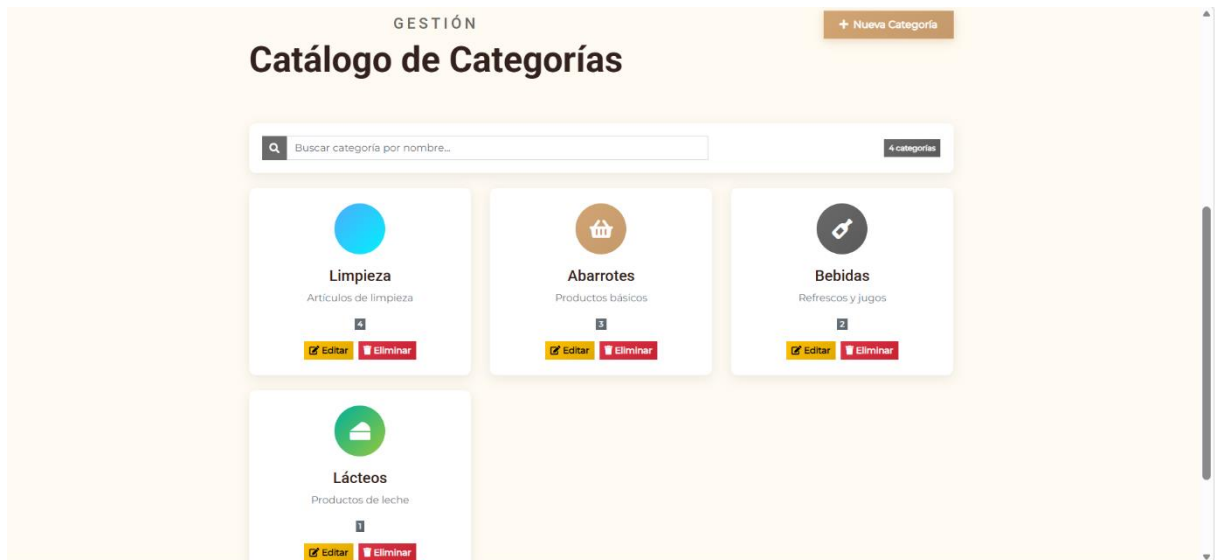 GESTIÓN
+ Nueva Categoría
Catálogo de Categorías
Buscar categoría por nombre...
4 categorías
Limpieza
Artículos de limpieza
4
Editar Eliminar
Abarrotes
Productos básicos
3
Editar Eliminar
Bebidas
Refrescos y jugos
2
Editar Eliminar
Lácteos
Productos de leche
1
Editar Eliminar